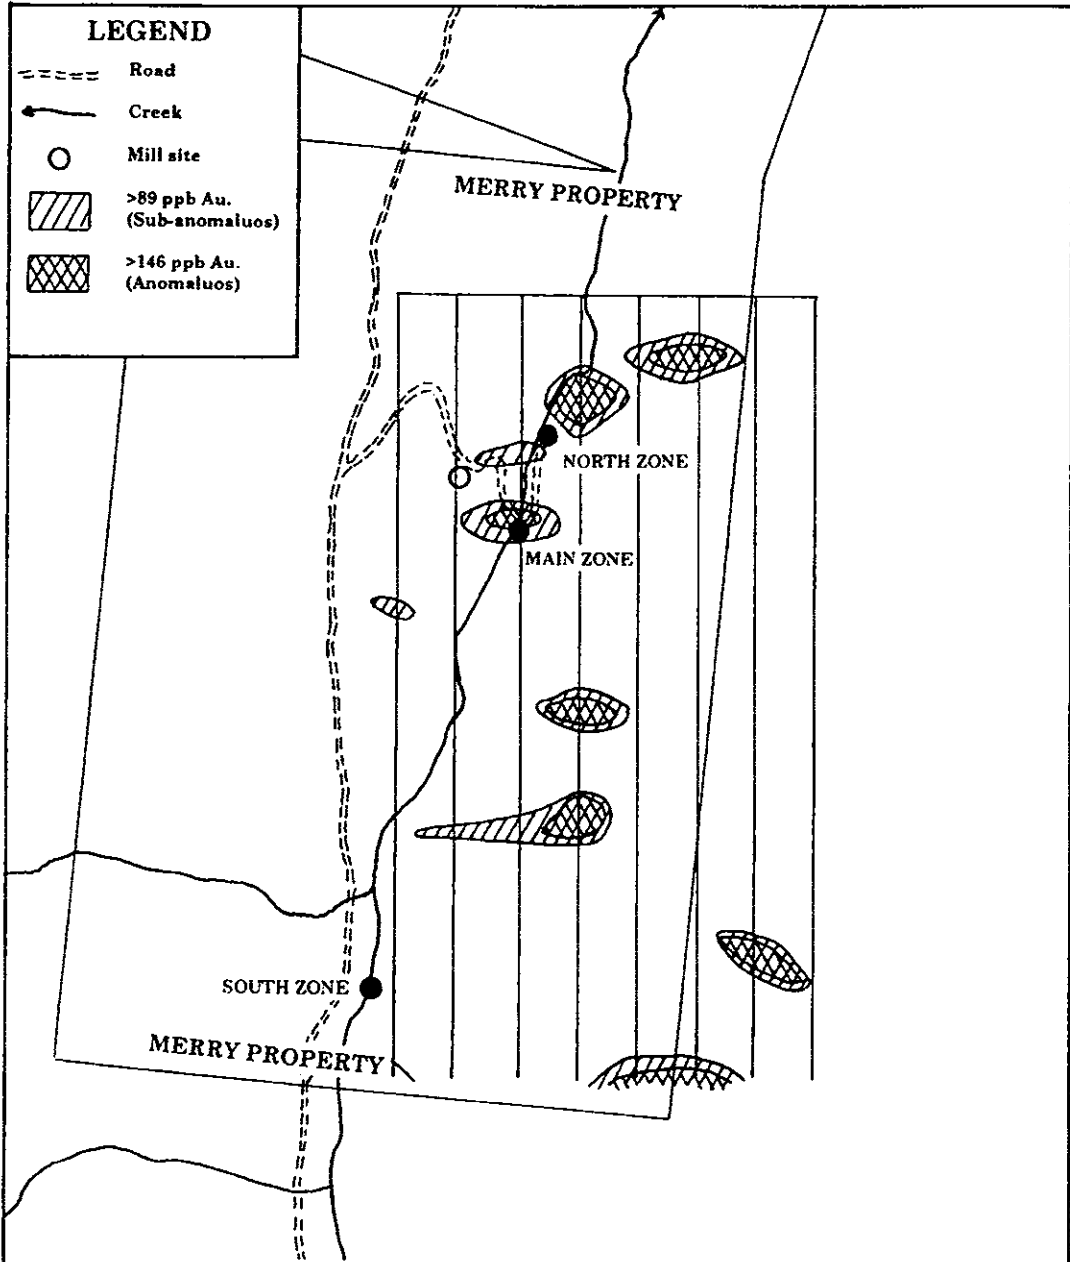 LEGEND
Road
Creek
Mill site
>89 ppb Au.
(Sub-anomaluos)
>146 ppb Au.
(Anomaluos)
MERRY PROPERTY
NORTH ZONE
MAIN ZONE
SOUTH ZONE
MERRY PROPERTY